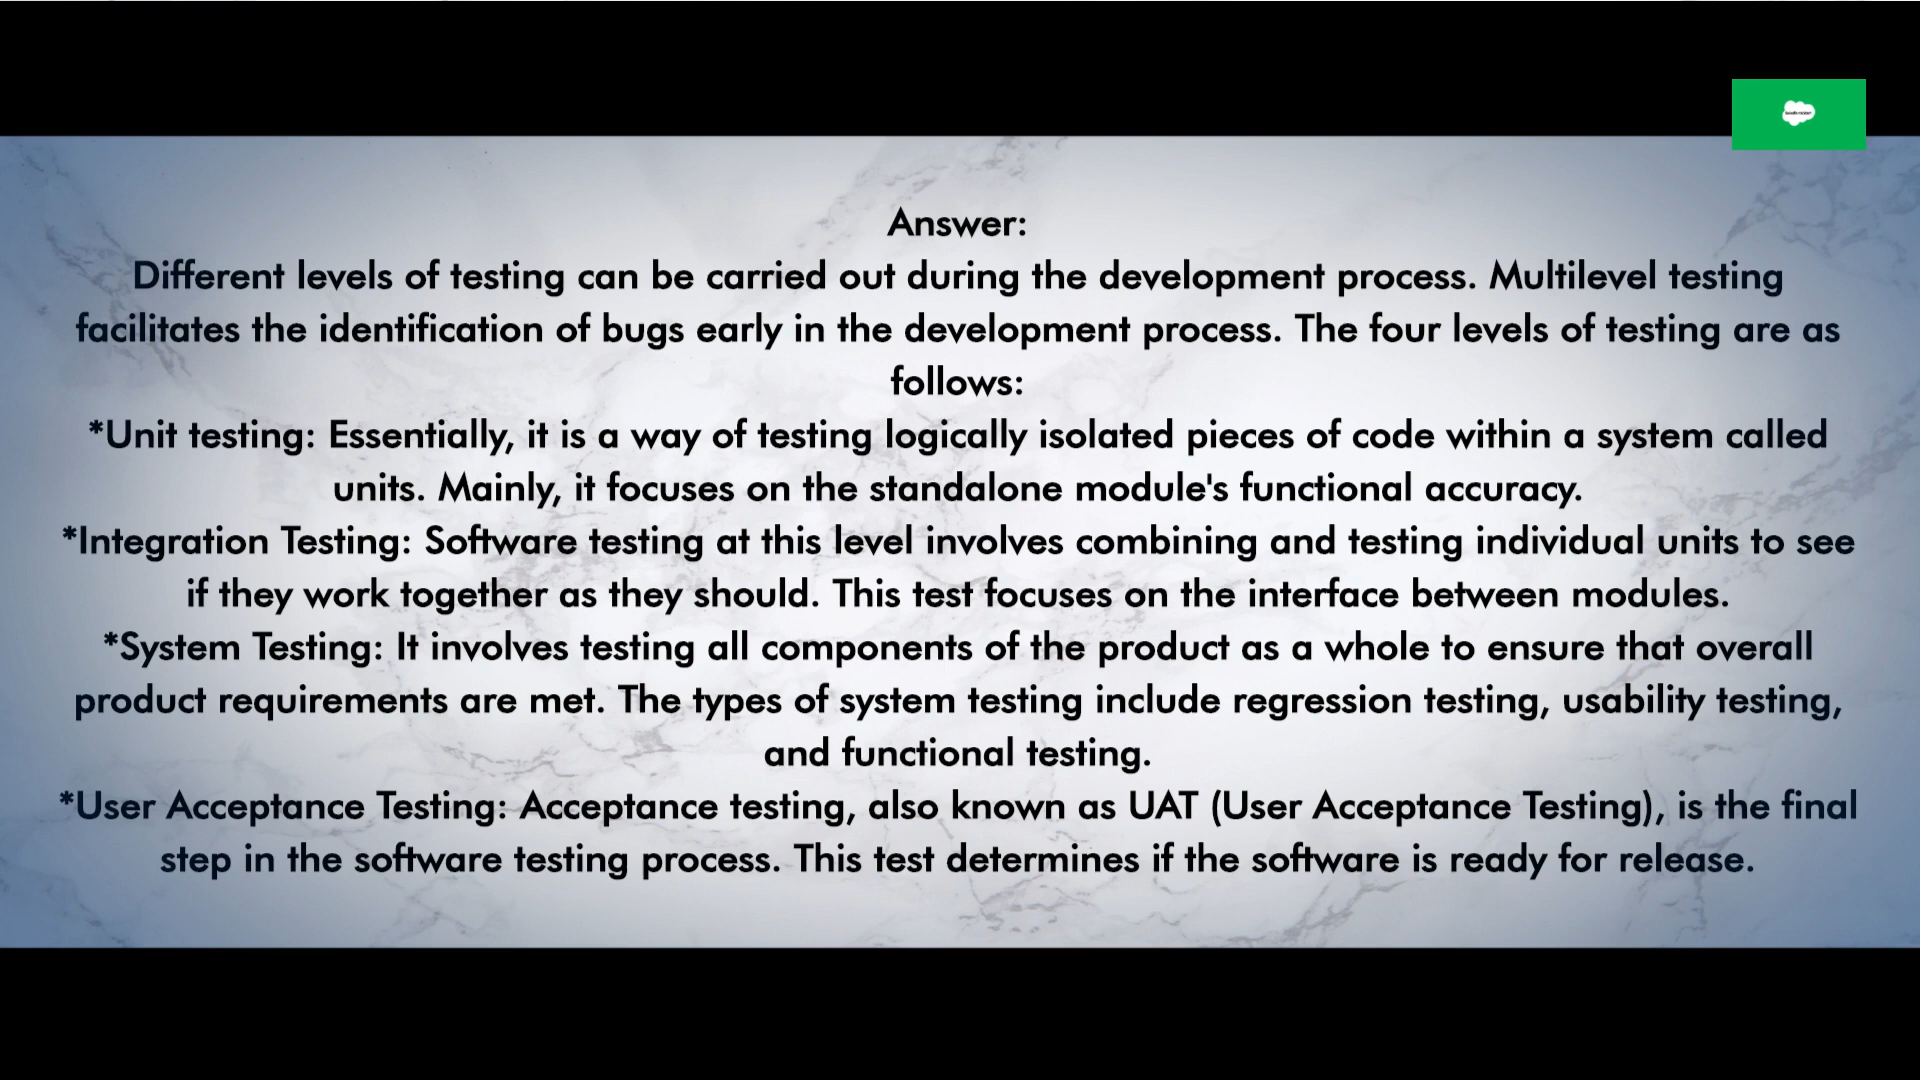 Answer:
Different levels of testing can be carried out during the development process. Multilevel testing
facilitates the identification of bugs early in the development process. The four levels of testing are as
follows:
*Unit testing: Essentially, it is a way of testing logically isolated pieces of code within a system called
units. Mainly, it focuses on the standalone module's functional accuracy.
*Integration Testing: Software testing at this level involves combining and testing individual units to see
if they work together as they should. This test focuses on the interface between modules.
*System Testing: It involves testing all components of the product as a whole to ensure that overall
product requirements are met. The types of system testing include regression testing, usability testing,
and functional testing.
*User Acceptance Testing: Acceptance testing, also known as UAT (User Acceptance Testing), is the final
step in the software testing process. This test determines if the software is ready for release.